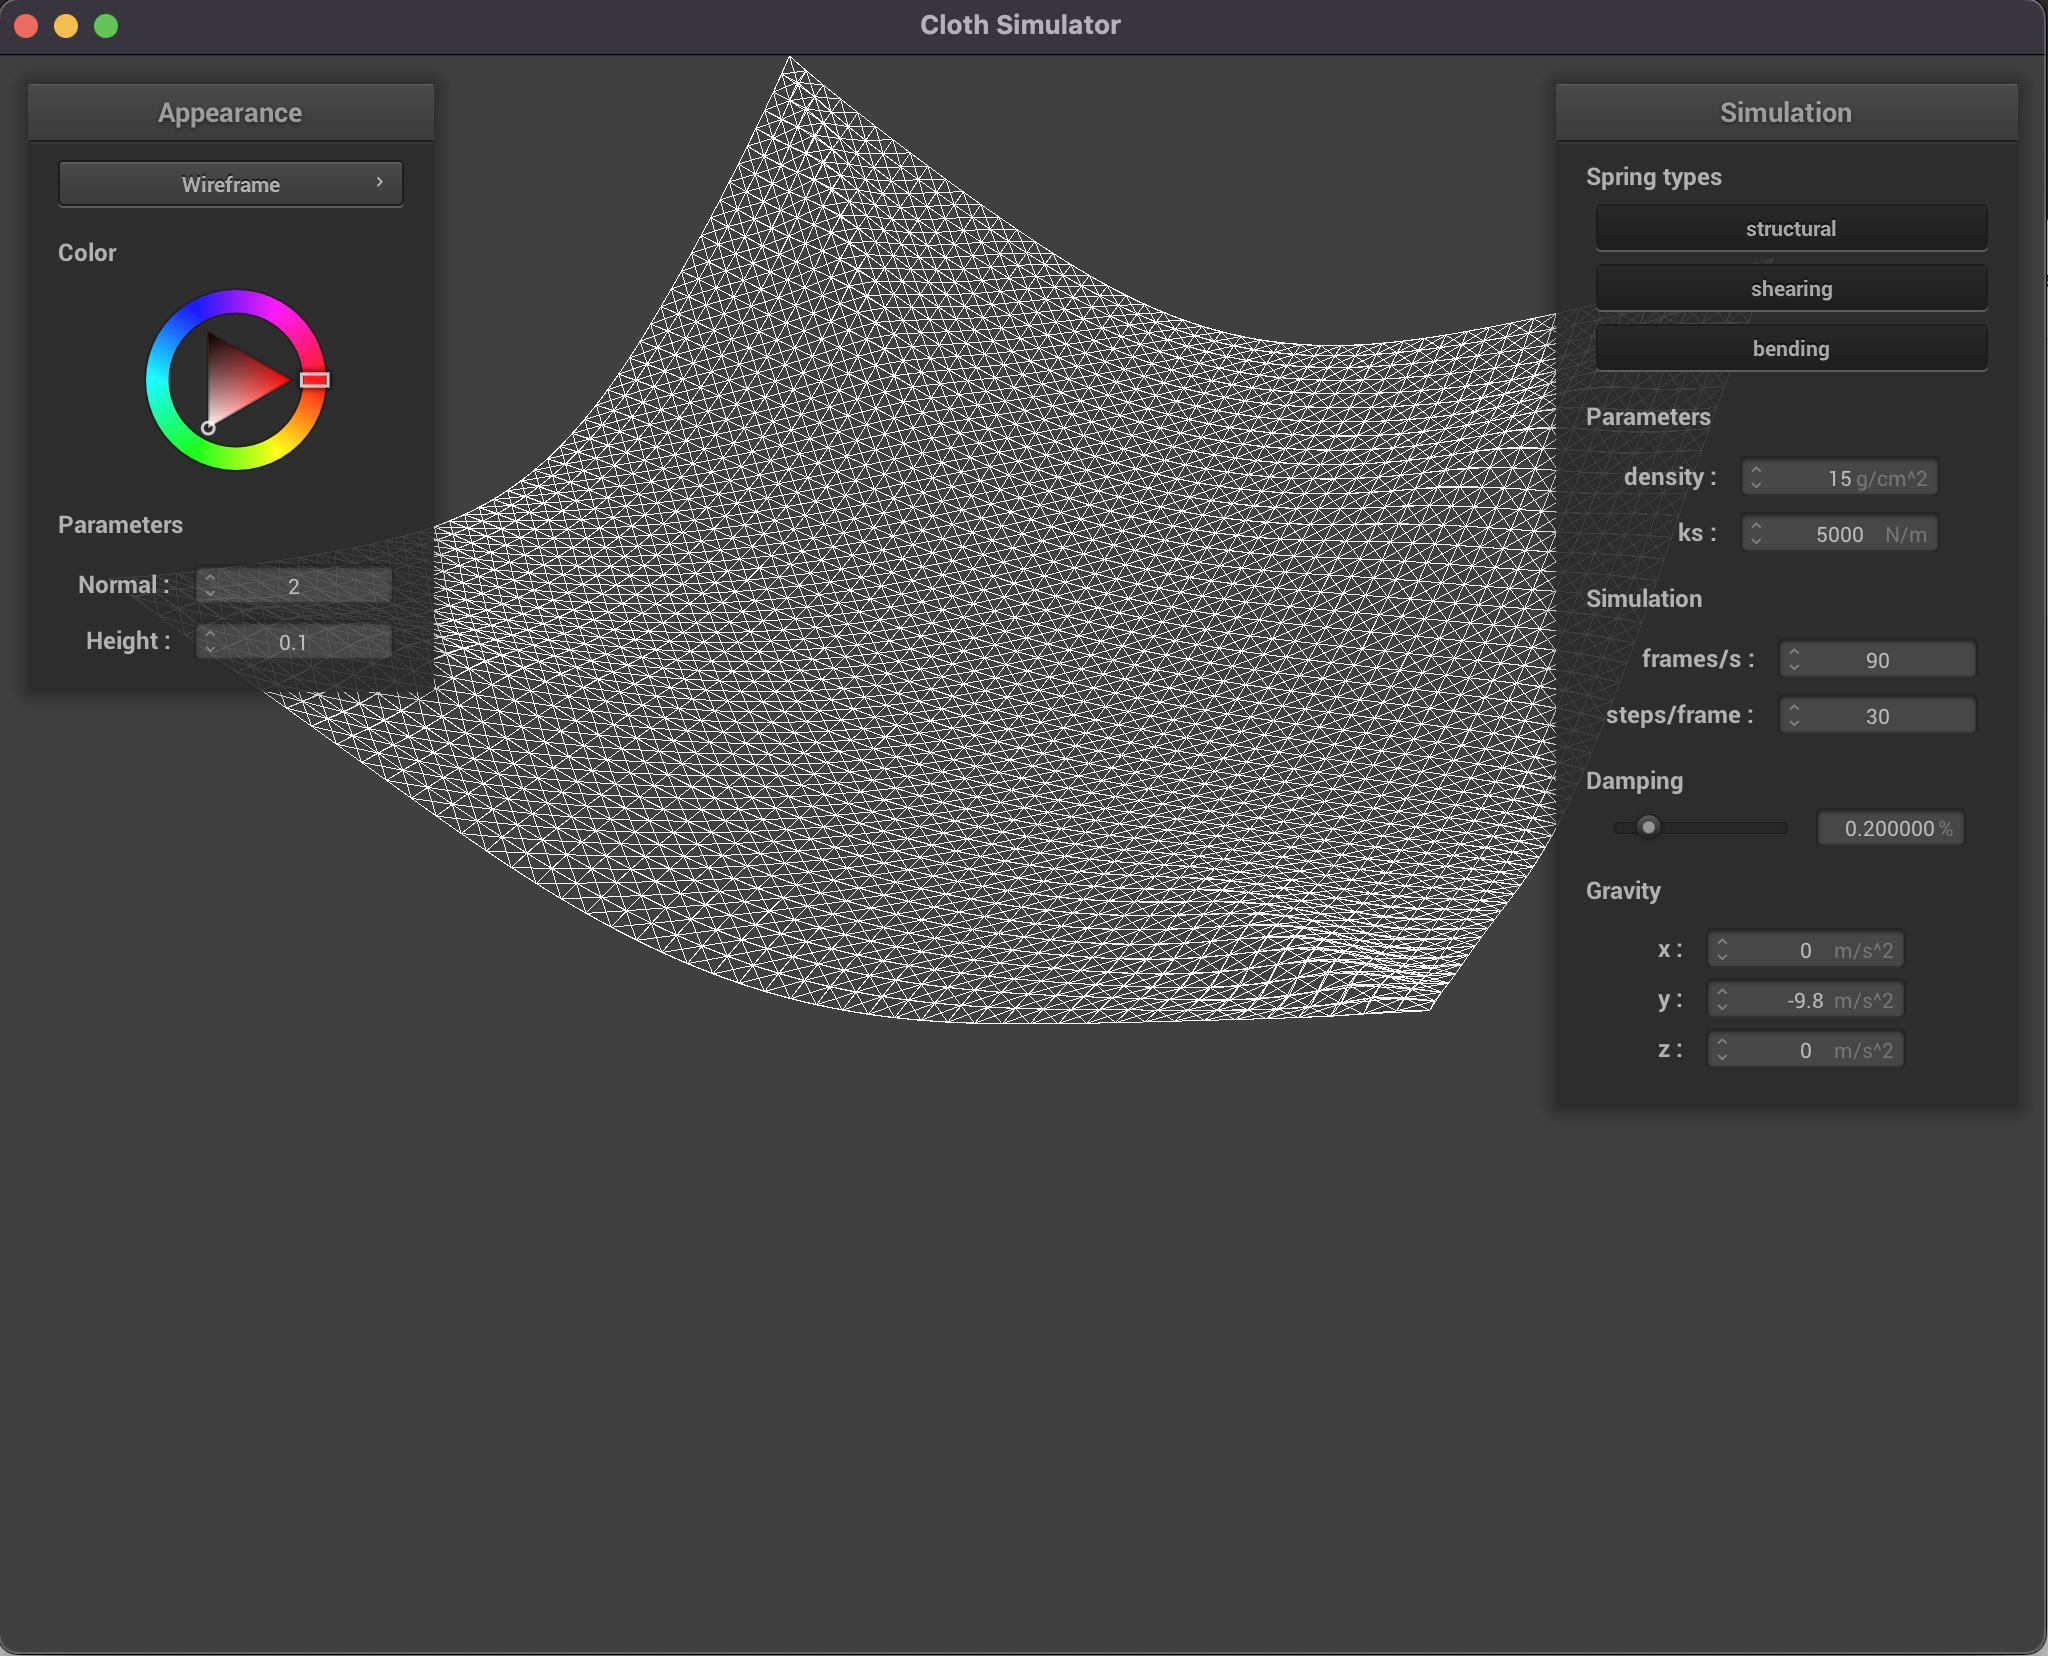 Cloth Simulator
Appearance
Wireframe
Color
Parameters
Normal : 2
Height : 0.1
Simulation
Spring types
structural
shearing
bending
Parameters
density : 15 g/cm^2
ks : 5000 N/m
Simulation
frames/s : 90
steps/frame : 30
Damping
0.200000 %
Gravity
x : 0 m/s^2
y : -9.8 m/s^2
z : 0 m/s^2